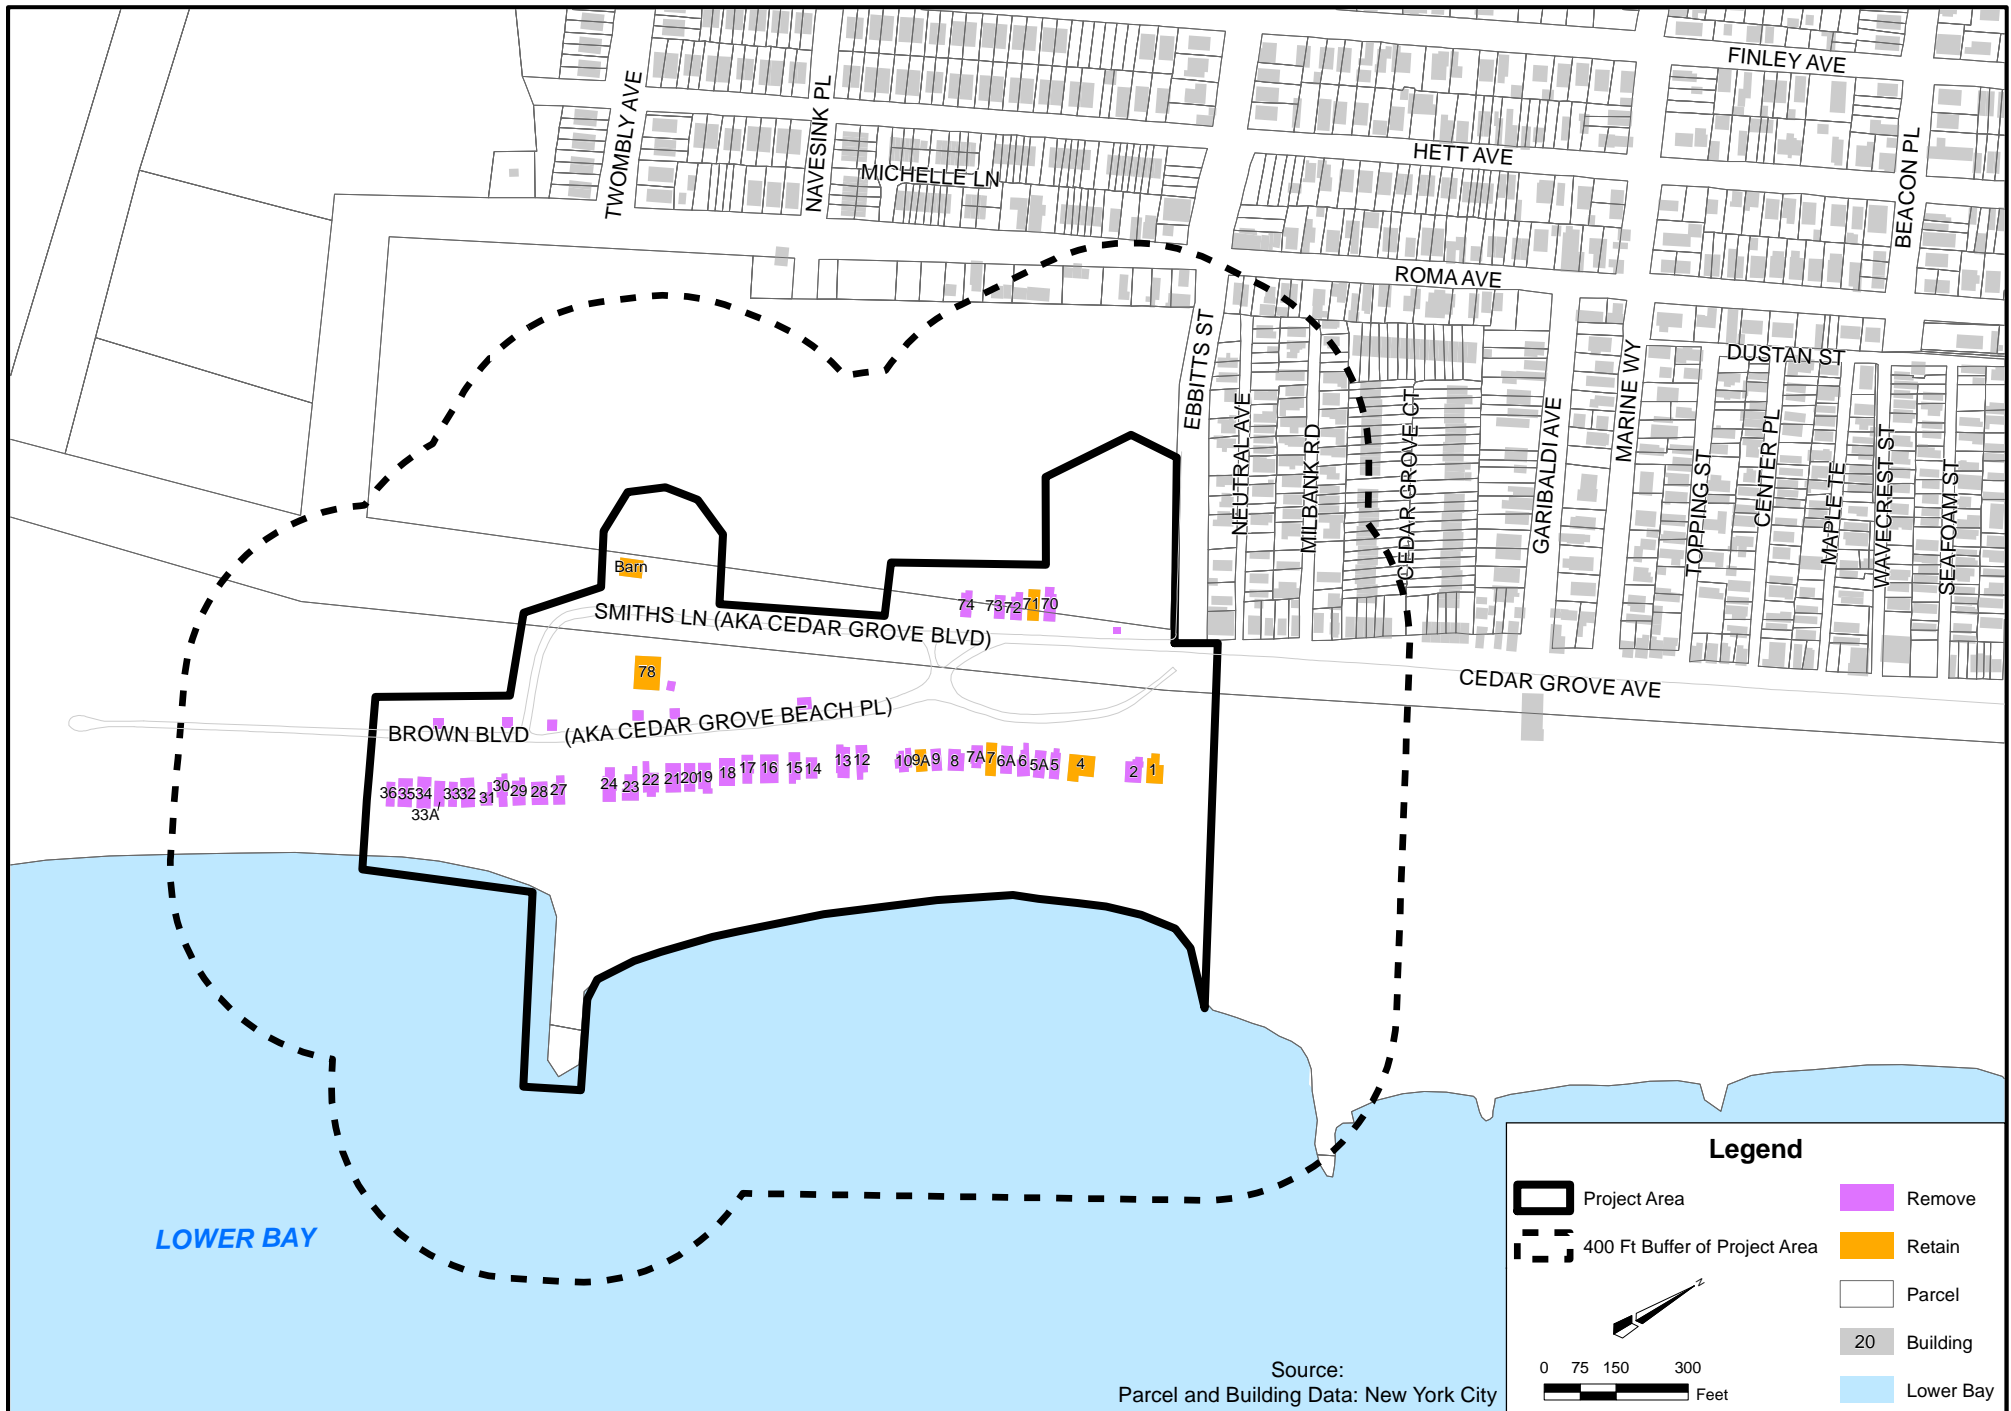 FINLEY AVE
TWOMBLY AVE
NAVESINK PL
MICHELLE LN
HETT AVE
BEACON PL
ROMA AVE
EBBITTS ST
DUSTAN ST
NEUTRAL AVE
MILBANK RD
CEDAR GROVE CT
GARIBALDI AVE
MARINE WY
TOPPING ST
CENTER PL
MAPLE TE
WAVECREST ST
SEAFOAM ST
Barn
74
73
72
71
70
SMITHS LN (AKA CEDAR GROVE BLVD)
78
CEDAR GROVE AVE
BROWN BLVD
(AKA CEDAR GROVE BEACH PL)
36
35
34
33A
33
32
31
30
29
28
27
24
23
22
21
20
19
18
17
16
15
14
13
12
10
9A
9
8
7A
7
6A
6
5A
5
4
2
1
LOWER BAY
Legend
Project Area
400 Ft Buffer of Project Area
N
0 75 150 300
Feet
Remove
Retain
Parcel
20 Building
Lower Bay
Source:
Parcel and Building Data: New York City